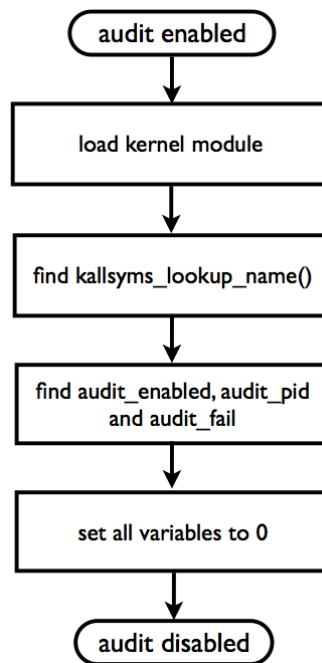 audit enabled
load kernel module
find kallsyms_lookup_name()
find audit_enabled, audit_pid
and audit_fail
set all variables to 0
audit disabled